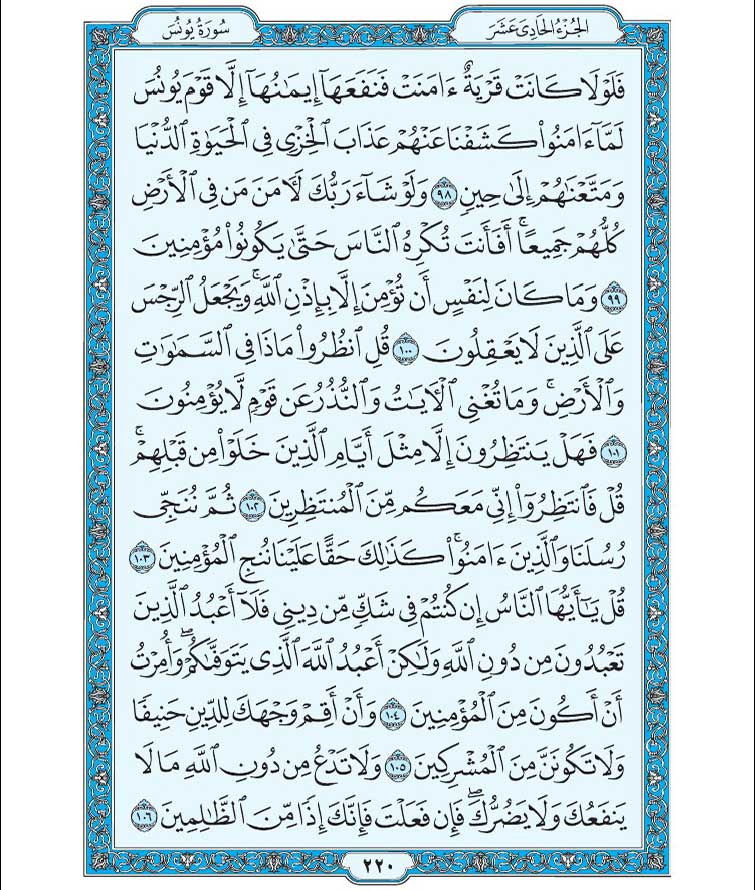 الجُزْءُ الحَادِى عَشَرَ
سُورَةُ يُونُسَ
فَلَوْلَا كَانَتْ قَرْيَةٌ ءَامَنَتْ فَنَفَعَهَآ إِيمَٰنُهَآ إِلَّا قَوْمَ يُونُسَ
لَمَّآ ءَامَنُوا۟ كَشَفْنَا عَنْهُمْ عَذَابَ ٱلْخِزْىِ فِى ٱلْحَيَوٰةِ ٱلدُّنْيَا
وَمَتَّعْنَٰهُمْ إِلَىٰ حِينٍ ٩٨ وَلَوْ شَآءَ رَبُّكَ لَءَامَنَ مَن فِى ٱلْأَرْضِ
كُلُّهُمْ جَمِيعًا ۚ أَفَأَنتَ تُكْرِهُ ٱلنَّاسَ حَتَّىٰ يَكُونُوا۟ مُؤْمِنِينَ
٩٩ وَمَا كَانَ لِنَفْسٍ أَن تُؤْمِنَ إِلَّا بِإِذْنِ ٱللَّهِ ۚ وَيَجْعَلُ ٱلرِّجْسَ
عَلَى ٱلَّذِينَ لَا يَعْقِلُونَ ١٠٠ قُلِ ٱنظُرُوا۟ مَاذَا فِى ٱلسَّمَٰوَٰتِ
وَٱلْأَرْضِ ۚ وَمَا تُغْنِى ٱلْءَايَٰتُ وَٱلنُّذُرُ عَن قَوْمٍ لَّا يُؤْمِنُونَ
١٠١ فَهَلْ يَنتَظِرُونَ إِلَّا مِثْلَ أَيَّامِ ٱلَّذِينَ خَلَوْا۟ مِن قَبْلِهِمْ ۚ
قُلْ فَٱنتَظِرُوٓا۟ إِنِّى مَعَكُم مِّنَ ٱلْمُنتَظِرِينَ ١٠٢ ثُمَّ نُنَجِّى
رُسُلَنَا وَٱلَّذِينَ ءَامَنُوا۟ ۚ كَذَٰلِكَ حَقًّا عَلَيْنَا نُنجِ ٱلْمُؤْمِنِينَ ١٠٣
قُلْ يَٰٓأَيُّهَا ٱلنَّاسُ إِن كُنتُمْ فِى شَكٍّ مِّن دِينِى فَلَآ أَعْبُدُ ٱلَّذِينَ
تَعْبُدُونَ مِن دُونِ ٱللَّهِ وَلَٰكِنْ أَعْبُدُ ٱللَّهَ ٱلَّذِى يَتَوَفَّىٰكُمْ ۖ وَأُمِرْتُ
أَنْ أَكُونَ مِنَ ٱلْمُؤْمِنِينَ ١٠٤ وَأَنْ أَقِمْ وَجْهَكَ لِلدِّينِ حَنِيفًا
وَلَا تَكُونَنَّ مِنَ ٱلْمُشْرِكِينَ ١٠٥ وَلَا تَدْعُ مِن دُونِ ٱللَّهِ مَا لَا
يَنفَعُكَ وَلَا يَضُرُّكَ ۖ فَإِن فَعَلْتَ فَإِنَّكَ إِذًا مِّنَ ٱلظَّٰلِمِينَ ١٠٦
٢٢٠